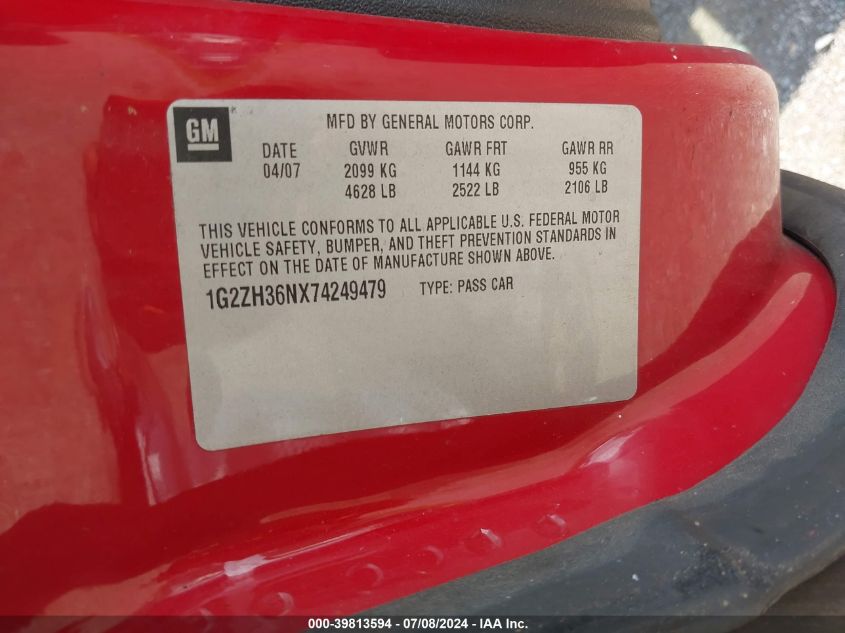 GM
MFD BY GENERAL MOTORS CORP.
DATE GVWR GAWR FRT GAWR RR
04/07 2099 KG 1144 KG 955 KG
4628 LB 2522 LB 2106 LB
THIS VEHICLE CONFORMS TO ALL APPLICABLE U.S. FEDERAL MOTOR
VEHICLE SAFETY, BUMPER, AND THEFT PREVENTION STANDARDS IN
EFFECT ON THE DATE OF MANUFACTURE SHOWN ABOVE.
1G2ZH36NX74249479 TYPE: PASS CAR
000-39813594 - 07/08/2024 - IAA Inc.